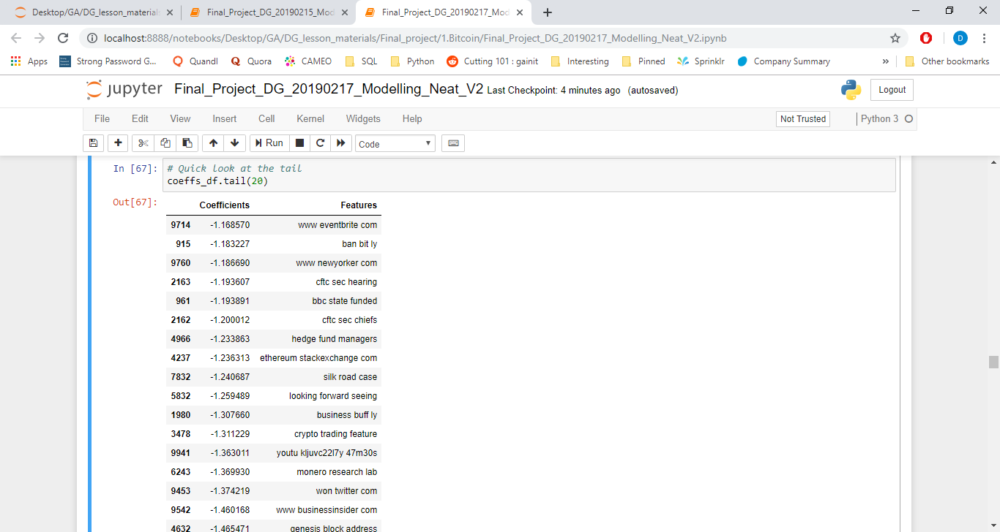 Desktop/GA/DG_lesson_materials
Final_Project_DG_20190215_Mod
Final_Project_DG_20190217_Mod
localhost:8888/notebooks/Desktop/GA/DG_lesson_materials/Final_project/1.Bitcoin/Final_Project_DG_20190217_Modelling_Neat_V2.ipynb
D
Apps Strong Password G... Quandl Quora CAMEO SQL Python Cutting 101 : gainit Interesting Pinned Sprinklr Company Summary » Other bookmarks
jupyter Final_Project_DG_20190217_Modelling_Neat_V2 Last Checkpoint: 4 minutes ago (autosaved) Logout
File Edit View Insert Cell Kernel Widgets Help Not Trusted Python 3
Run Code
In [67]: # Quick look at the tail
coeffs_df.tail(20)
Out[67]:
Coefficients Features
9714 -1.168570 www eventbrite com
915 -1.183227 ban bit ly
9760 -1.186690 www newyorker com
2163 -1.193607 cftc sec hearing
961 -1.193891 bbc state funded
2162 -1.200012 cftc sec chiefs
4966 -1.233863 hedge fund managers
4237 -1.236313 ethereum stackexchange com
7832 -1.240687 silk road case
5832 -1.259489 looking forward seeing
1980 -1.307660 business buff ly
3478 -1.311229 crypto trading feature
9941 -1.363011 youtu kljuvc22l7y 47m30s
6243 -1.369930 monero research lab
9453 -1.374219 won twitter com
9542 -1.460168 www businessinsider com
4632 -1.465471 genesis block address